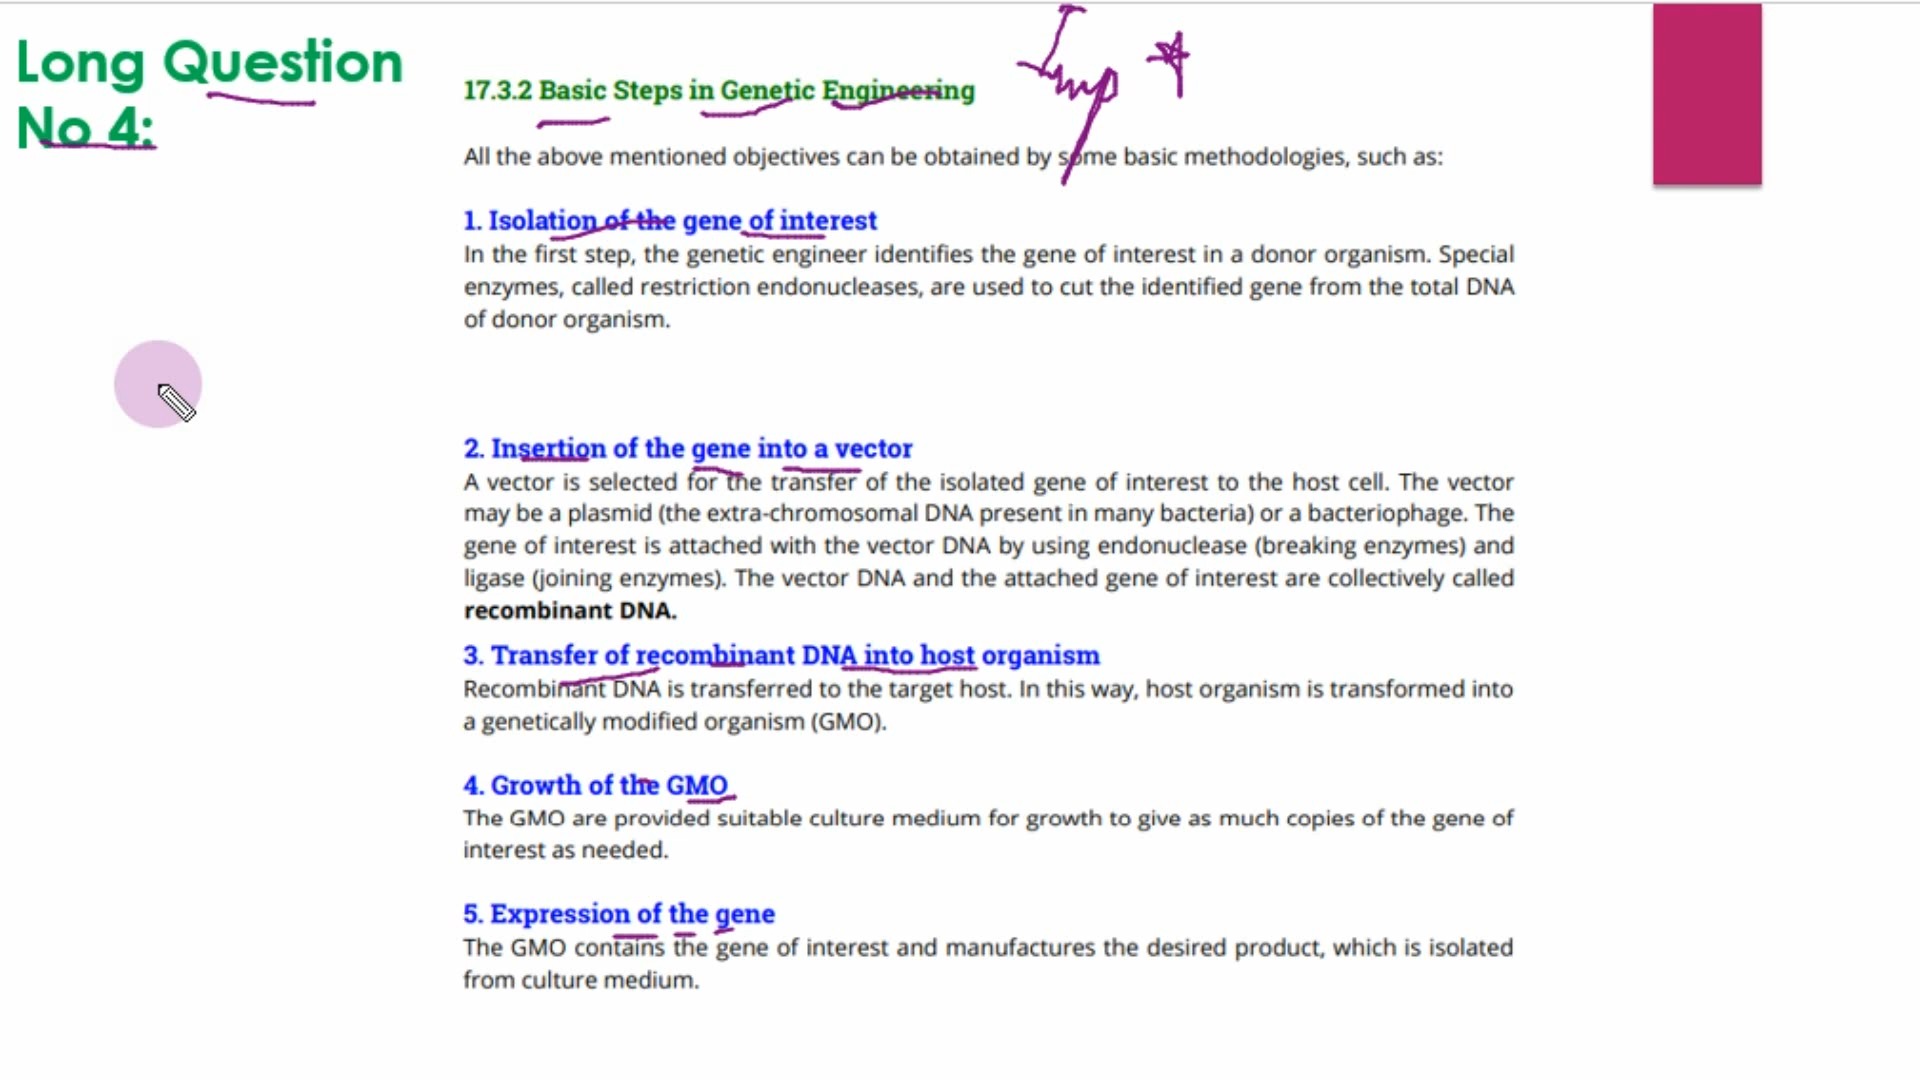 Long Question
No 4:
Imp
17.3.2 Basic Steps in Genetic Engineering
All the above mentioned objectives can be obtained by some basic methodologies, such as:
1. Isolation of the gene of interest
In the first step, the genetic engineer identifies the gene of interest in a donor organism. Special
enzymes, called restriction endonucleases, are used to cut the identified gene from the total DNA
of donor organism.
2. Insertion of the gene into a vector
A vector is selected for the transfer of the isolated gene of interest to the host cell. The vector
may be a plasmid (the extra-chromosomal DNA present in many bacteria) or a bacteriophage. The
gene of interest is attached with the vector DNA by using endonuclease (breaking enzymes) and
ligase (joining enzymes). The vector DNA and the attached gene of interest are collectively called
recombinant DNA.
3. Transfer of recombinant DNA into host organism
Recombinant DNA is transferred to the target host. In this way, host organism is transformed into
a genetically modified organism (GMO).
4. Growth of the GMO
The GMO are provided suitable culture medium for growth to give as much copies of the gene of
interest as needed.
5. Expression of the gene
The GMO contains the gene of interest and manufactures the desired product, which is isolated
from culture medium.